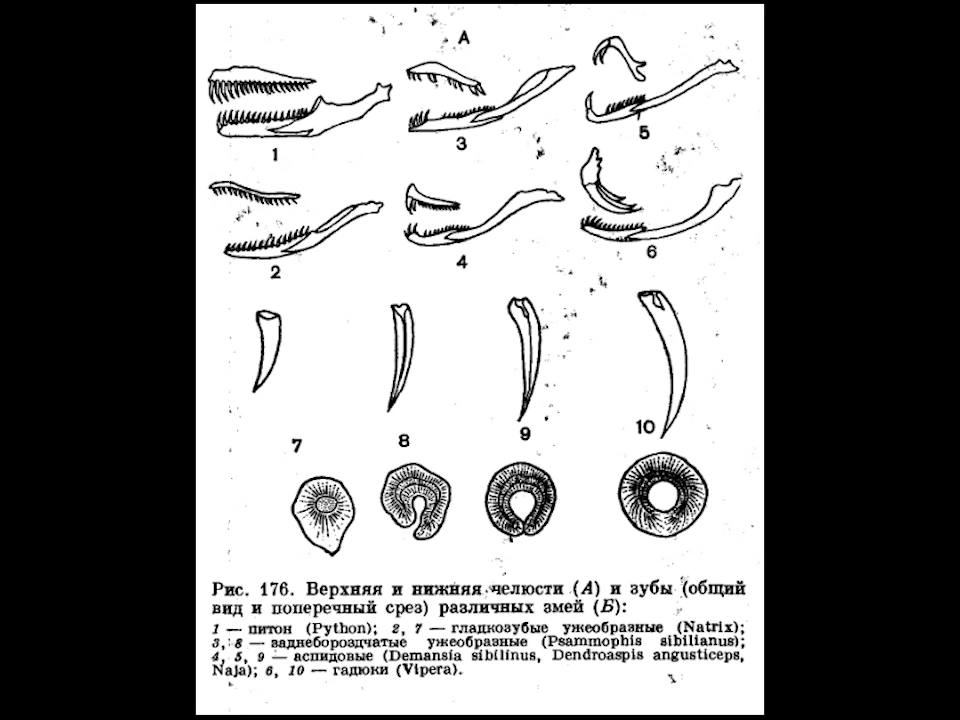 А
1
3
5
2
4
6
7
8
9
10
Рис. 176. Верхняя и нижняя челюсти (А) и зубы (общий
вид и поперечный срез) различных змей (Б):
1 — питон (Python); 2, 7 — гладкозубые ужеобразные (Natrix);
3, 8 — заднебороздчатые ужеобразные (Psammophis sibilianus);
4, 5, 9 — аспидовые (Demansia sibilinus, Dendroaspis angusticeps,
Naja); 6, 10 — гадюки (Vipera).